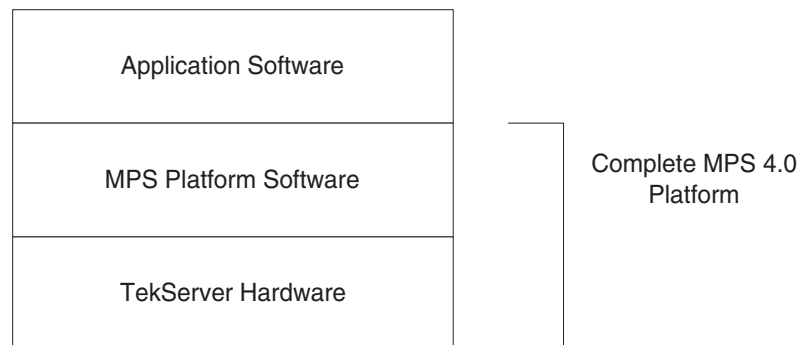 Application Software
MPS Platform Software
Complete MPS 4.0
Platform
TekServer Hardware